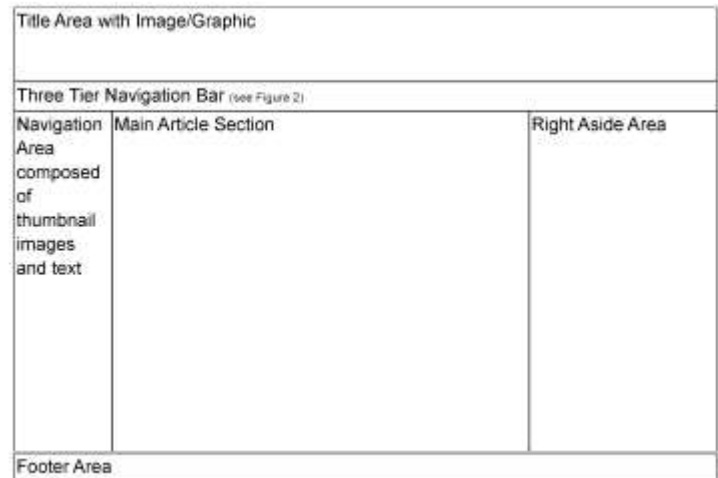 Title Area with Image/Graphic
Three Tier Navigation Bar (see Figure 2)
Navigation
Area
composed
of
thumbnail
images
and text
Main Article Section
Right Aside Area
Footer Area